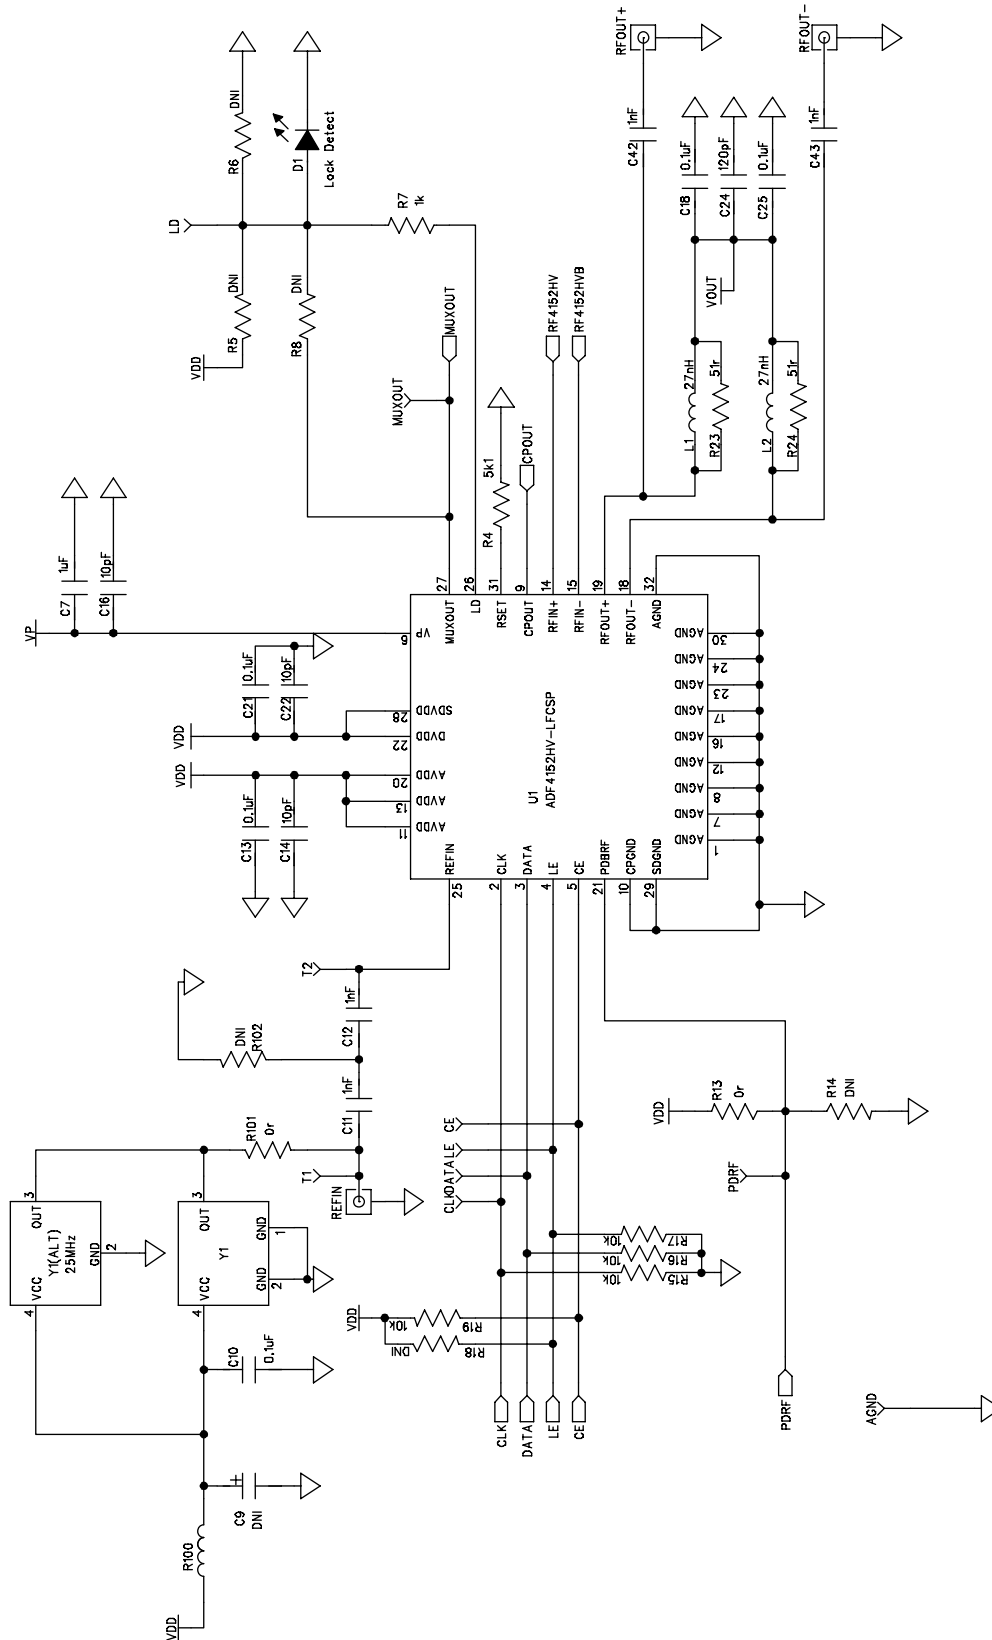 R6
DNI
D1
Lock Detect
LD
R7
1k
R5
DNI
VDD
R8
DNI
MUXOUT
MUXOUT
RF4152HV
RF4152HVB
CPOUT
R4
5k1
RFOUT+
C42
1nF
RFOUT-
C43
1nF
C18
0.1uF
C24
120pF
C25
0.1uF
VOUT
L1
27nH
R23
51r
L2
27nH
R24
51r
VP
C7
1uF
C16
10pF
C21
0.1uF
C22
10pF
VDD
VDD
C13
0.1uF
C14
10pF
27
26
31
9
14
15
19
18
32
MUXOUT
LD
RSET
CPOUT
RFIN+
RFIN-
RFOUT+
RFOUT-
AGND
6
VP
28
SDVDD
22
DVDD
20
AVDD
13
AVDD
11
AVDD
U1
ADF4152HV-LFCSP
AGND
30
AGND
24
AGND
23
AGND
17
AGND
16
AGND
12
AGND
8
AGND
7
AGND
1
REFIN
CLK
DATA
LE
CE
PDBRF
CPGND
SDGND
25
2
3
4
5
21
10
29
T2
C12
1nF
DNI
R102
C11
1nF
R101
0r
T1
REFIN
3
OUT
Y1(ALT)
25MHz
GND
2
VCC
4
3
OUT
Y1
GND
1
GND
2
VCC
4
C10
0.1uF
C9
+
DNI
R100
VDD
CE
LE
DATA
CLK
R17
10k
R16
10k
R15
10k
VDD
R19
10k
R18
DNI
CLK
DATA
LE
CE
VDD
R13
0r
R14
DNI
PDRF
PDRF
AGND